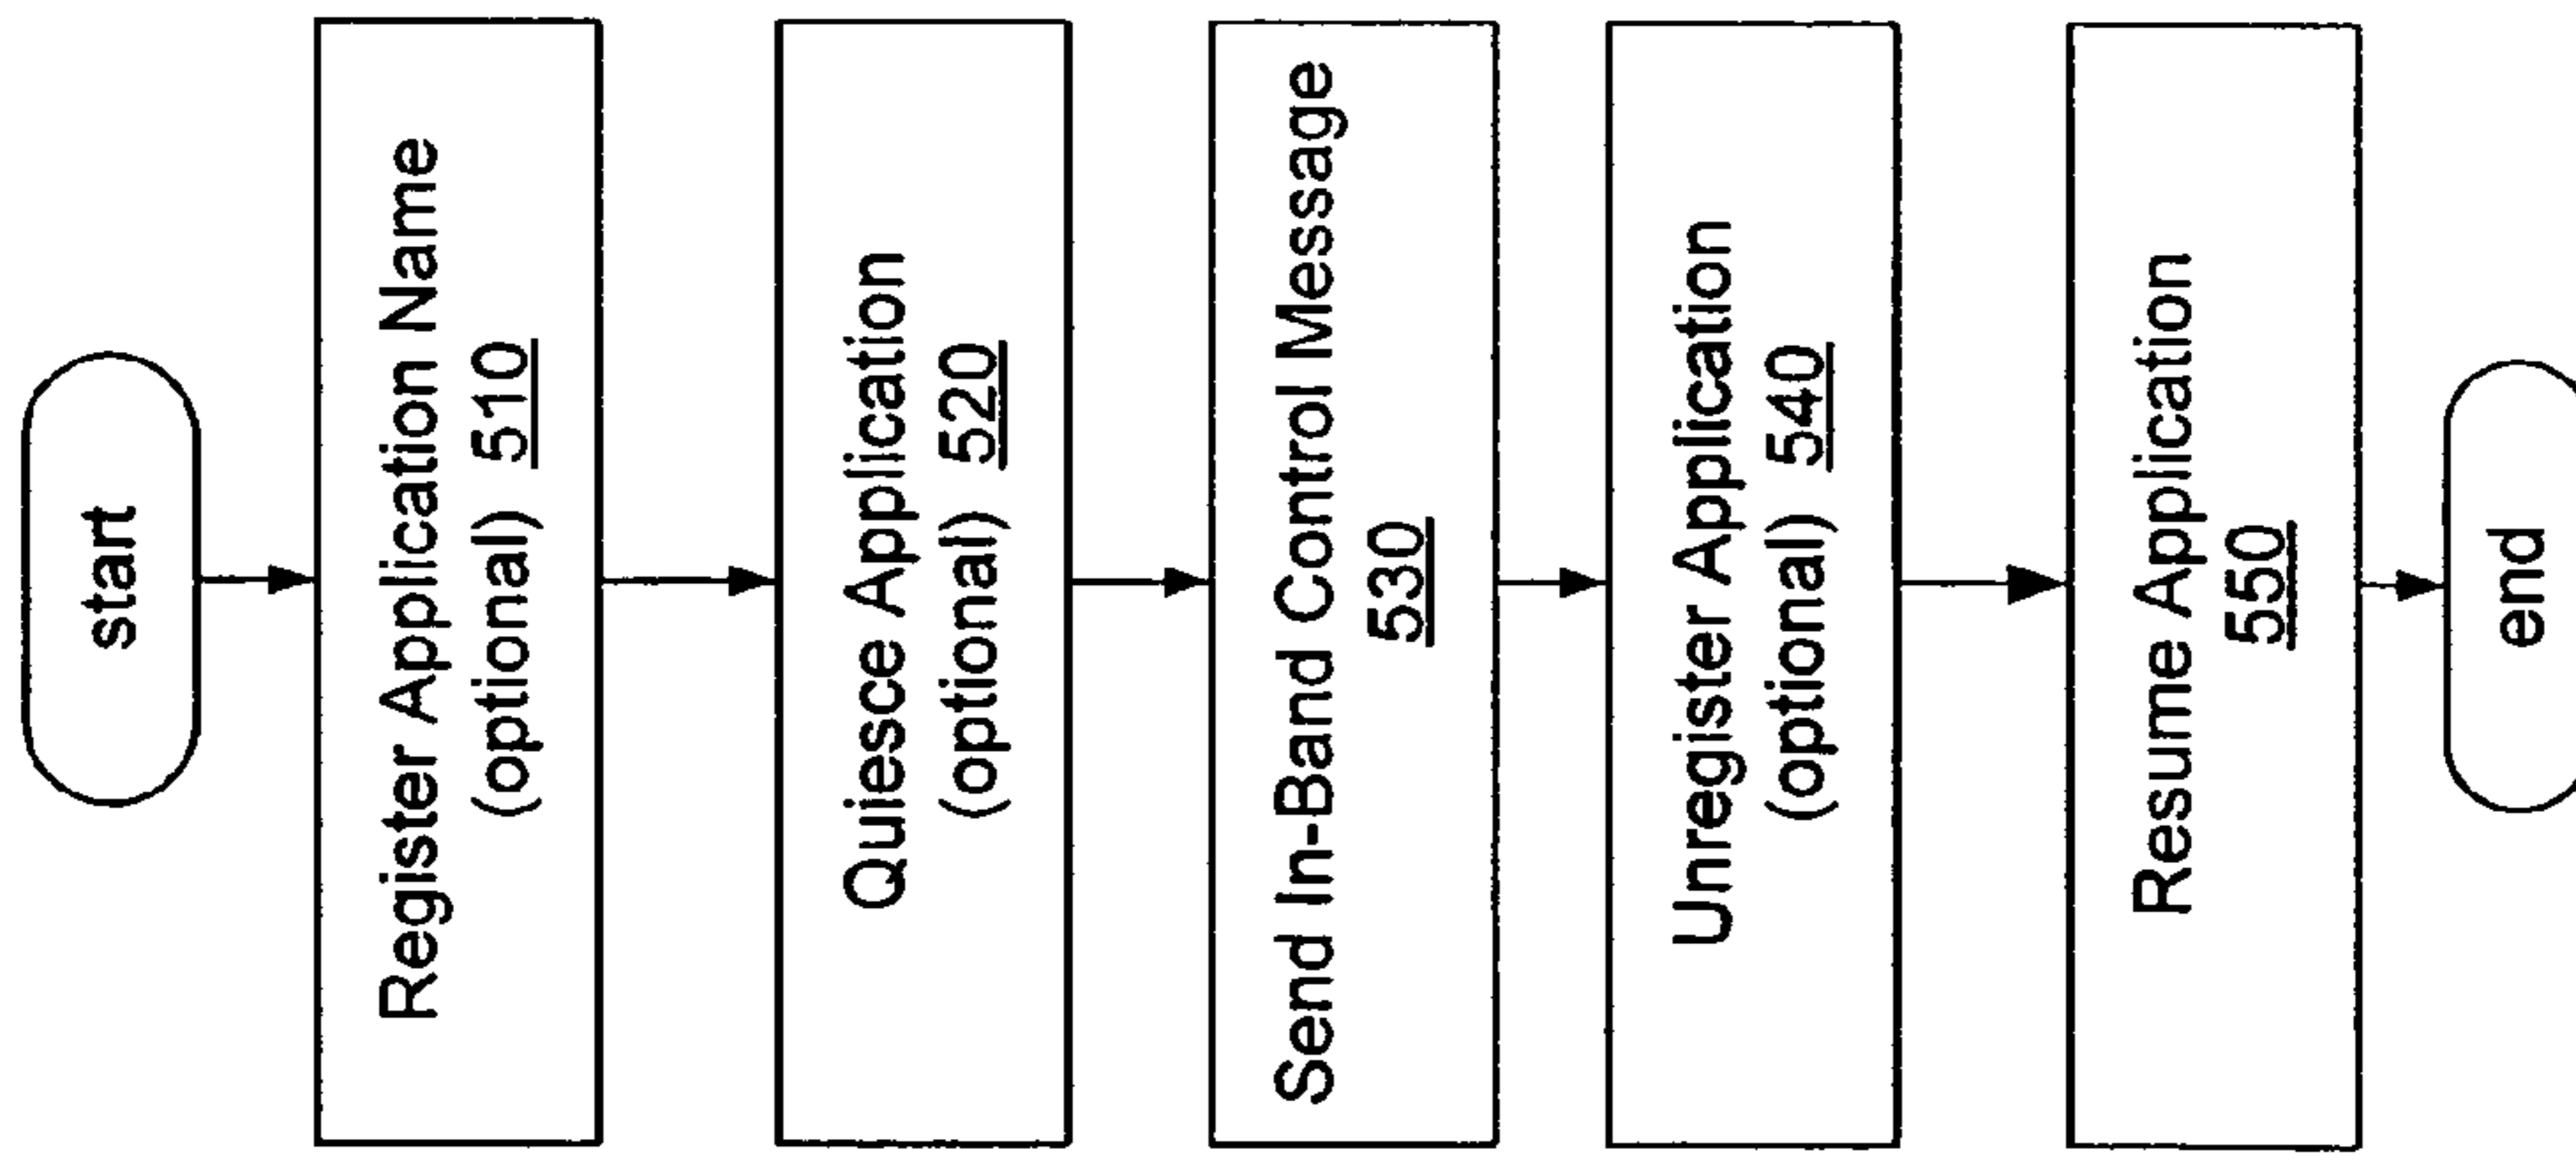 start
Register Application Name
(optional) 510
Quiesce Application
(optional) 520
Send In-Band Control Message
530
Unregister Application
(optional) 540
Resume Application
550
end